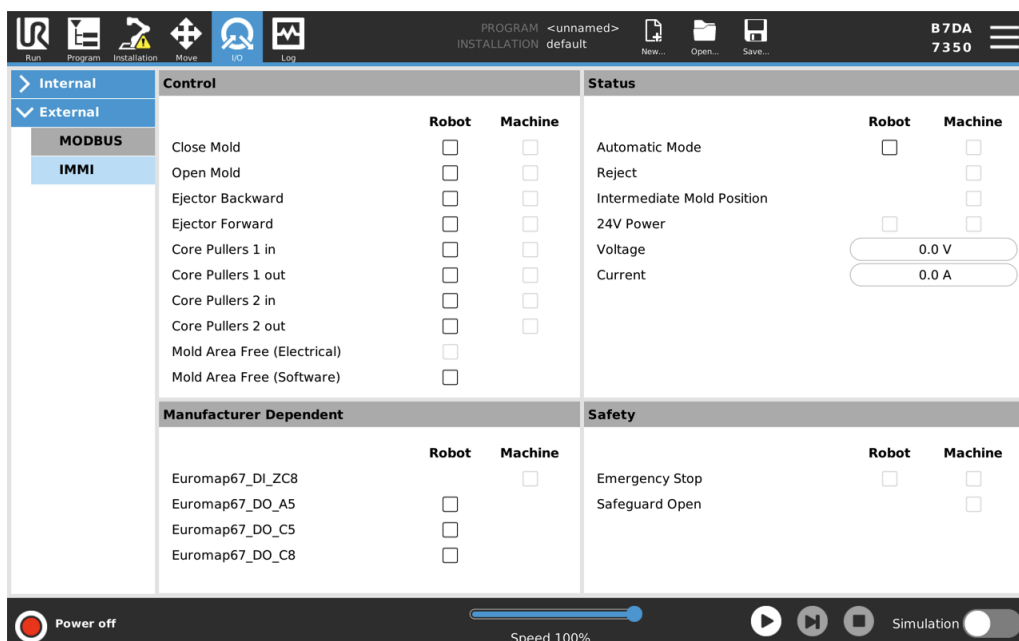 PROGRAM <unnamed>
INSTALLATION default
B7DA
7350
UR
Run
Program
Installation
Move
I/O
Log
New...
Open...
Save...
Internal
External
MODBUS
IMMI
Control
Robot Machine
Close Mold
Open Mold
Ejector Backward
Ejector Forward
Core Pullers 1 in
Core Pullers 1 out
Core Pullers 2 in
Core Pullers 2 out
Mold Area Free (Electrical)
Mold Area Free (Software)
Status
Robot Machine
Automatic Mode
Reject
Intermediate Mold Position
24V Power
Voltage 0.0 V
Current 0.0 A
Manufacturer Dependent
Robot Machine
Euromap67_DI_ZC8
Euromap67_DO_A5
Euromap67_DO_C5
Euromap67_DO_C8
Safety
Robot Machine
Emergency Stop
Safeguard Open
Power off
Speed 100%
Simulation